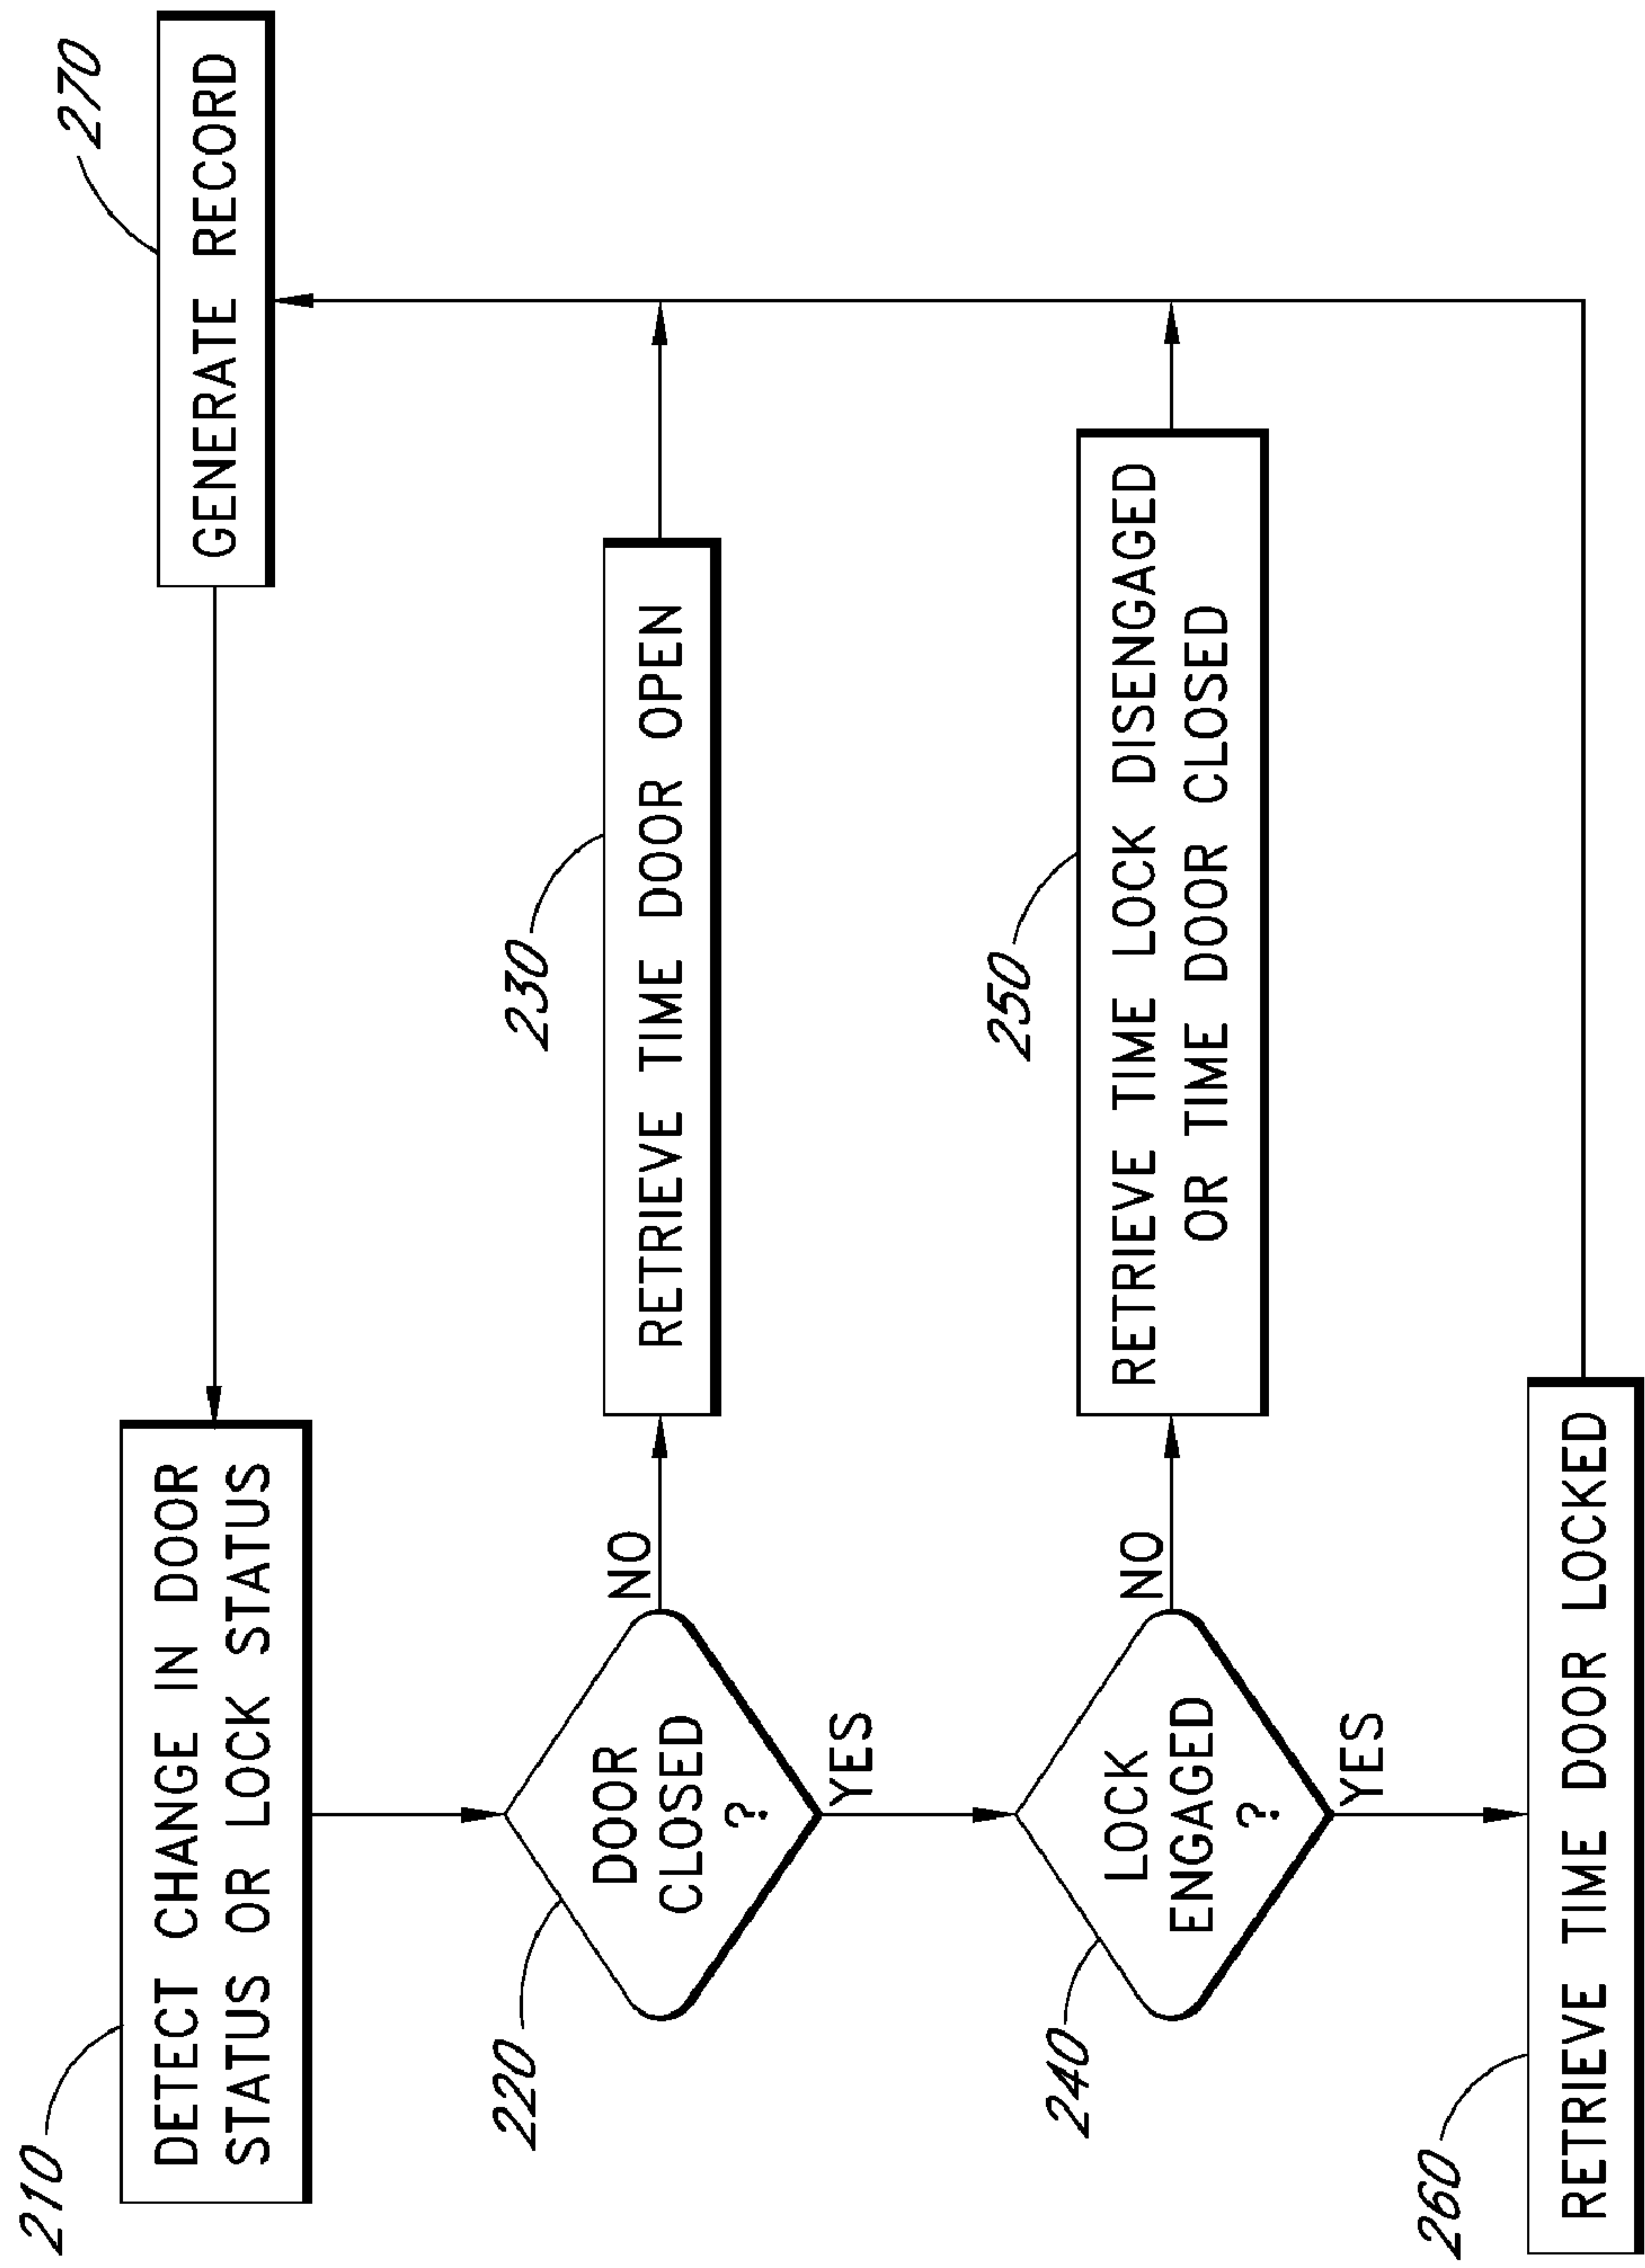 210
DETECT CHANGE IN DOOR
STATUS OR LOCK STATUS
270
GENERATE RECORD
220
DOOR
CLOSED
?
NO
YES
230
RETRIEVE TIME DOOR OPEN
240
LOCK
ENGAGED
?
NO
YES
250
RETRIEVE TIME LOCK DISENGAGED
OR TIME DOOR CLOSED
260
RETRIEVE TIME DOOR LOCKED